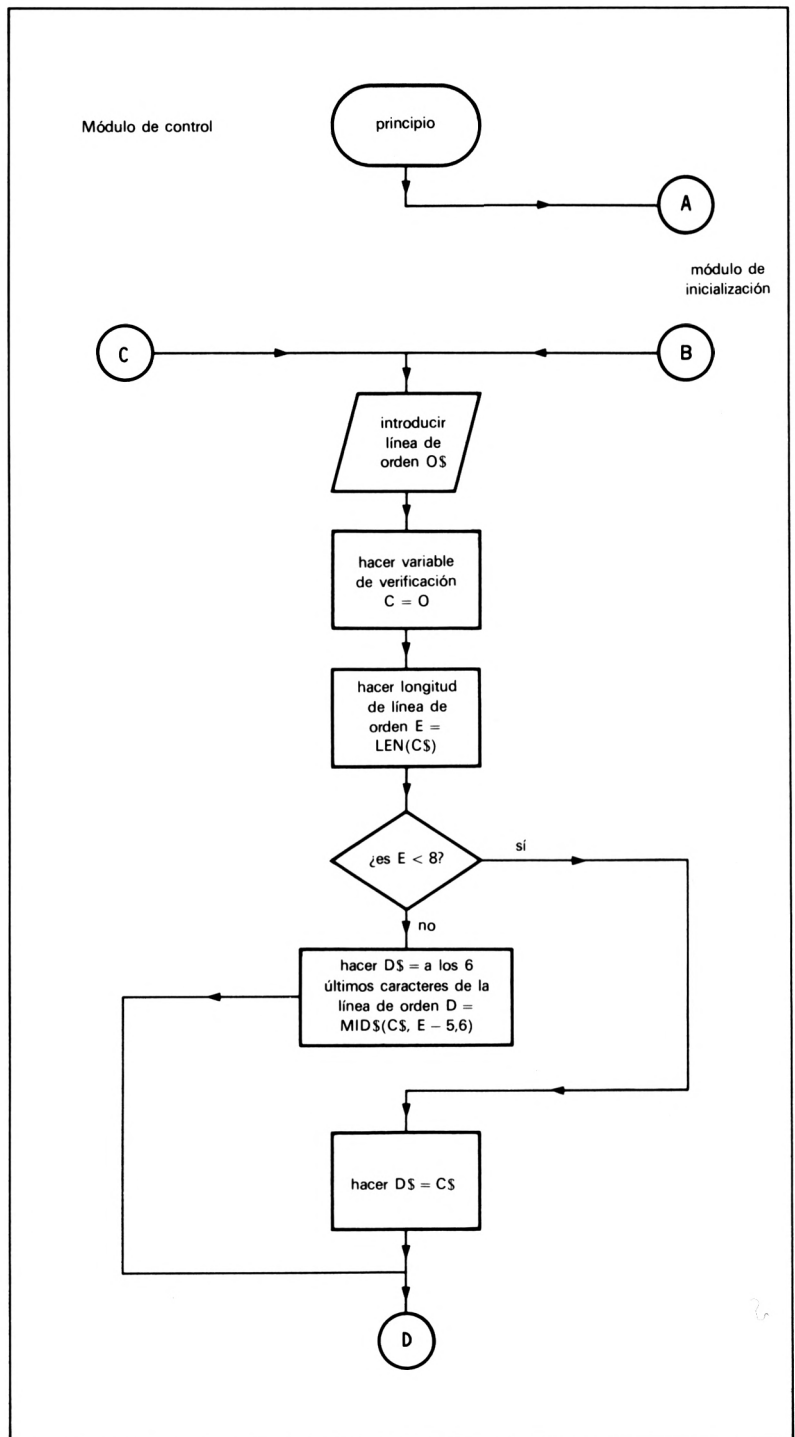 Módulo de control
principio
A
módulo de
inicialización
C
B
introducir
línea de
orden O$
hacer variable
de verificación
C = O
hacer longitud
de línea de
orden E =
LEN(C$)
¿es E < 8?
sí
no
hacer D$ = a los 6
últimos caracteres de la
línea de orden D =
MID$(C$, E – 5,6)
hacer D$ = C$
D